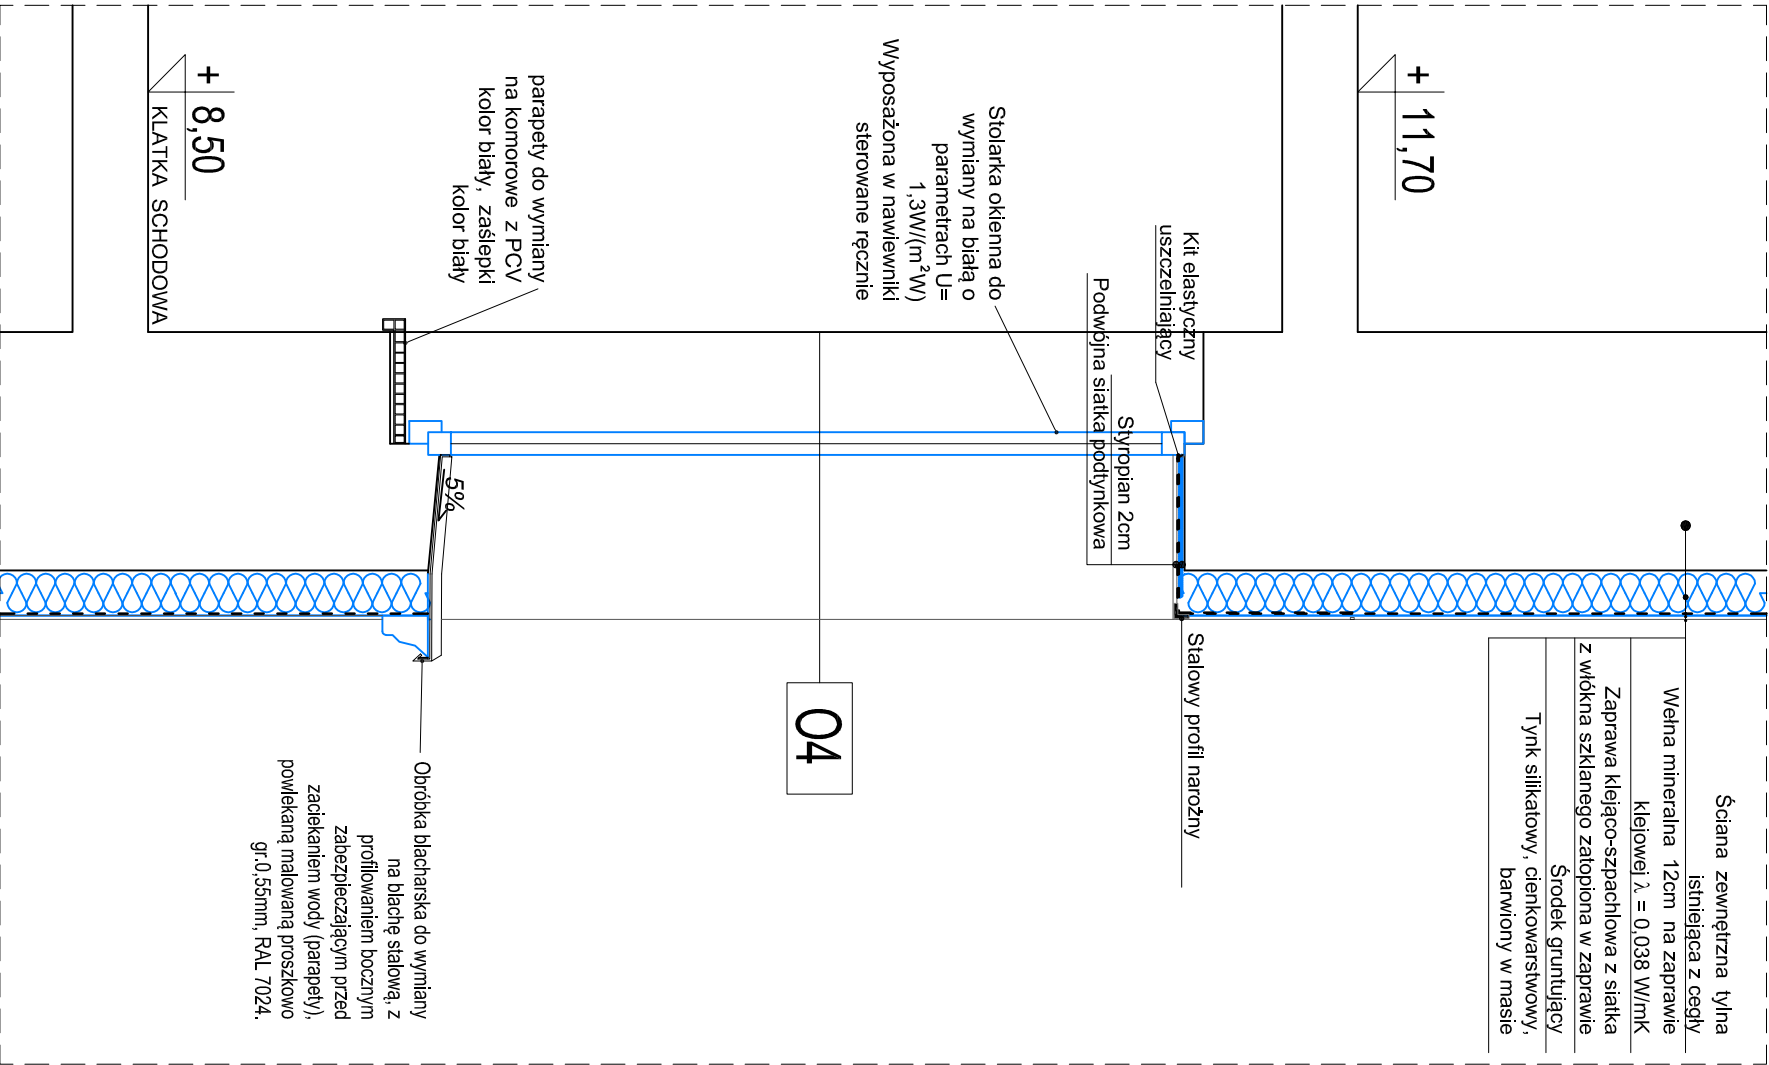 + 11,70
+ 8,50
KLATKA SCHODOWA
Kit elastyczny
uszczelniający
Styropian 2cm
Podwójna siatka podtynkowa
Stolarka okienna do
wymiany na białą o
parametrach U=
1,3W/(m²W)
Wyposażona w nawiewniki
sterowane ręcznie
parapety do wymiany
na komorowe z PCV
kolor biały, zaślepki
kolor biały
5%
Ściana zewnętrzna tylna
istniejąca z cegły
Wełna mineralna 12cm na zaprawie
klejowej λ = 0,038 W/mK
Zaprawa klejąco-szpachlowa z siatka
z włókna szklanego zatopiona w zaprawie
Środek gruntujący
Tynk silikatowy, cienkowarstwowy,
barwiony w masie
Stalowy profil narożny
04
Obróbka blacharska do wymiany
na blachę stalową, z
profilowaniem bocznym
zabezpieczającym przed
zaciekaniem wody (parapety),
powlekaną malowaną proszkowo
gr.0,55mm, RAL 7024.